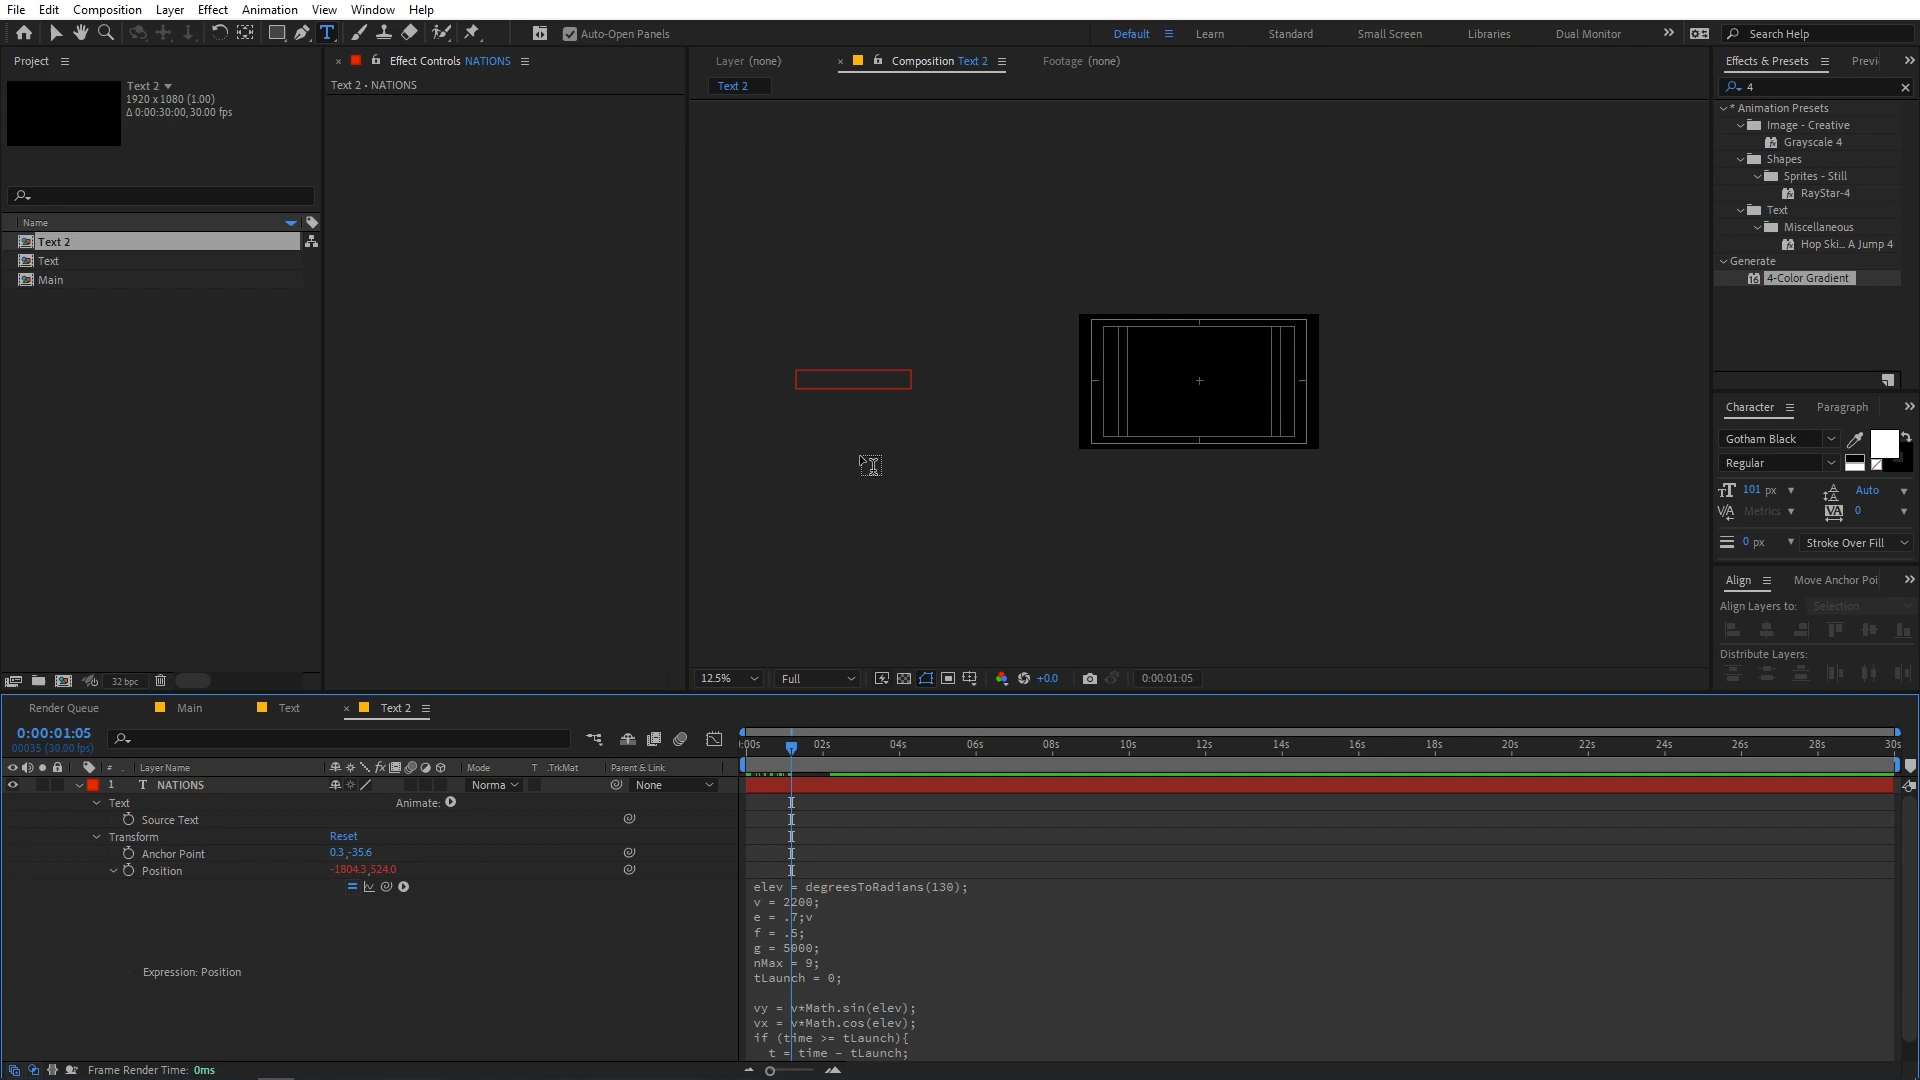 File Edit Composition Layer Effect Animation View Window Help
T Auto-Open Panels Default Learn Standard Small Screen Libraries Dual Monitor Search Help
Project
Text 2
1920 x 1080 (1.00)
Δ 0:00:30:00, 30.00 fps
Name
Text 2
Text
Main
32 bpc
Effect Controls NATIONS
Text 2 • NATIONS
Layer (none) Composition Text 2 Footage (none)
Text 2
12.5% Full +0.0 0:00:01:05
Effects & Presets
4
* Animation Presets
Image - Creative
Grayscale 4
Shapes
Sprites - Still
RayStar-4
Text
Miscellaneous
Hop Ski... A Jump 4
Generate
4-Color Gradient
Character Paragraph
Gotham Black
Regular
101 px Auto
Metrics 0
0 px Stroke Over Fill
Align Move Anchor Poi
Align Layers to: Selection
Distribute Layers:
Render Queue Main Text Text 2
0:00:01:05
00035 (30.00 fps)
:00s 02s 04s 06s 08s 10s 12s 14s 16s 18s 20s 22s 24s 26s 28s 30s
# Layer Name fx Mode T .TrkMat Parent & Link
1 T NATIONS Norma None
Text Animate:
Source Text
Transform Reset
Anchor Point 0.3,-35.6
Position -1804.3,524.0
Expression: Position
elev = degreesToRadians(130);
v = 2200;
e = .7;v
f = .5;
g = 5000;
nMax = 9;
tLaunch = 0;
vy = v*Math.sin(elev);
vx = v*Math.cos(elev);
if (time >= tLaunch){
t = time - tLaunch;
Frame Render Time: 0ms